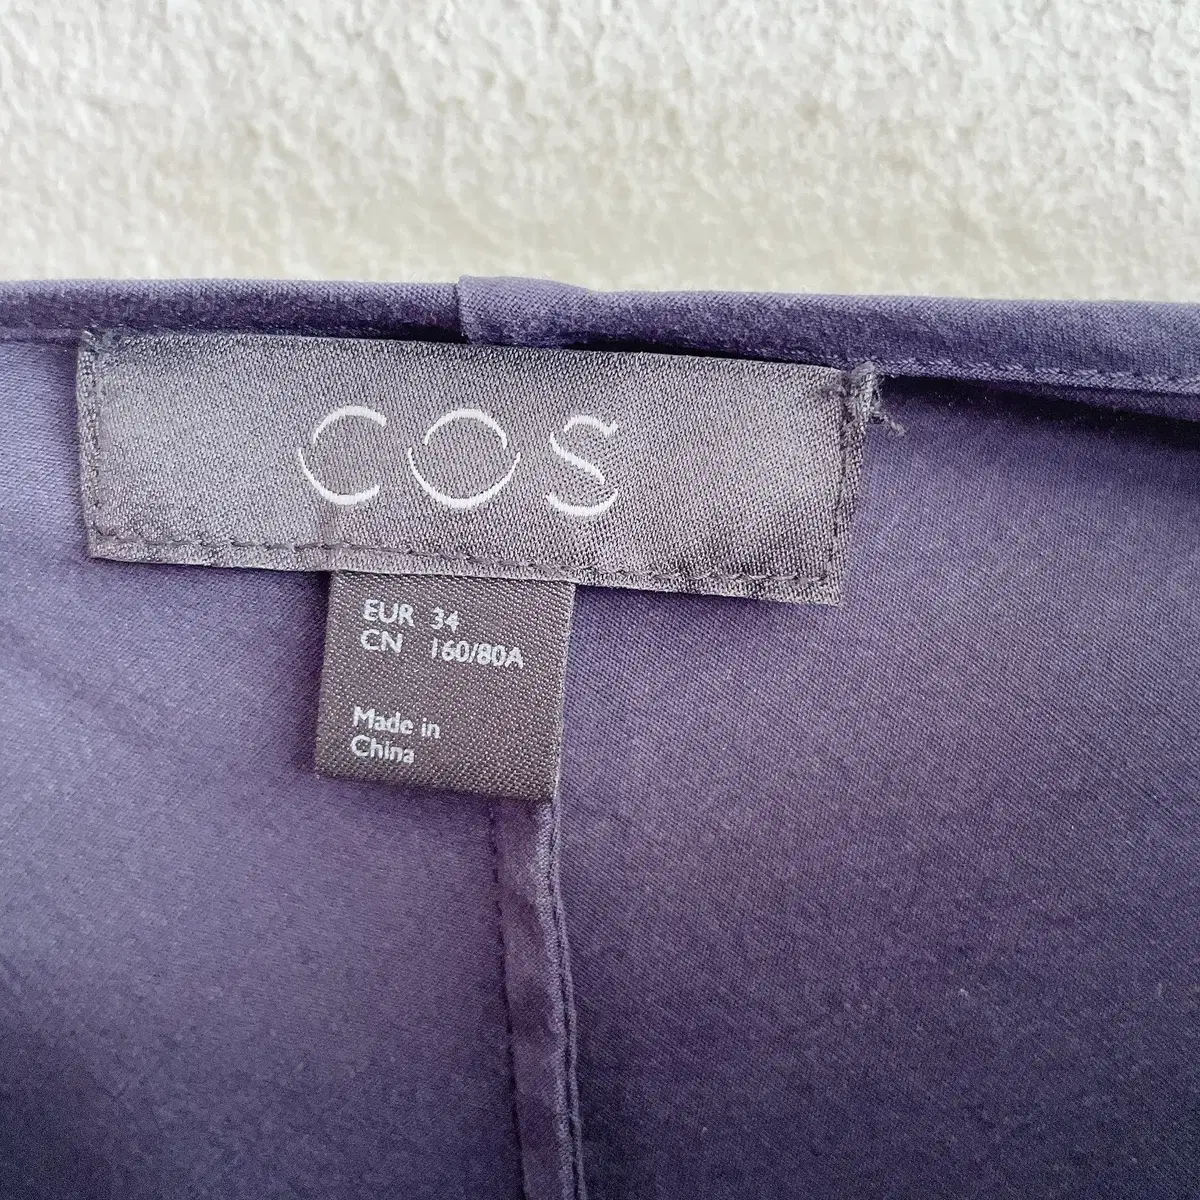 COS
EUR 34
CN 160/80A
Made in
China